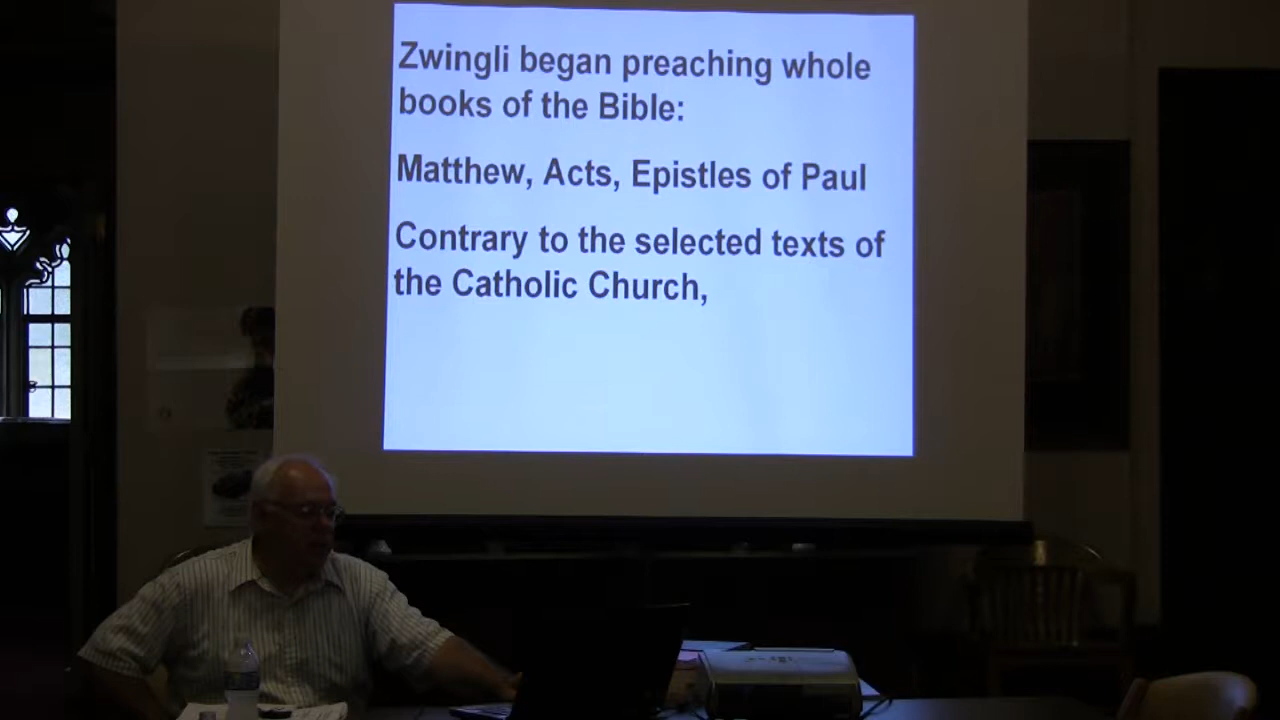 Zwingli began preaching whole
books of the Bible:
Matthew, Acts, Epistles of Paul
Contrary to the selected texts of
the Catholic Church,